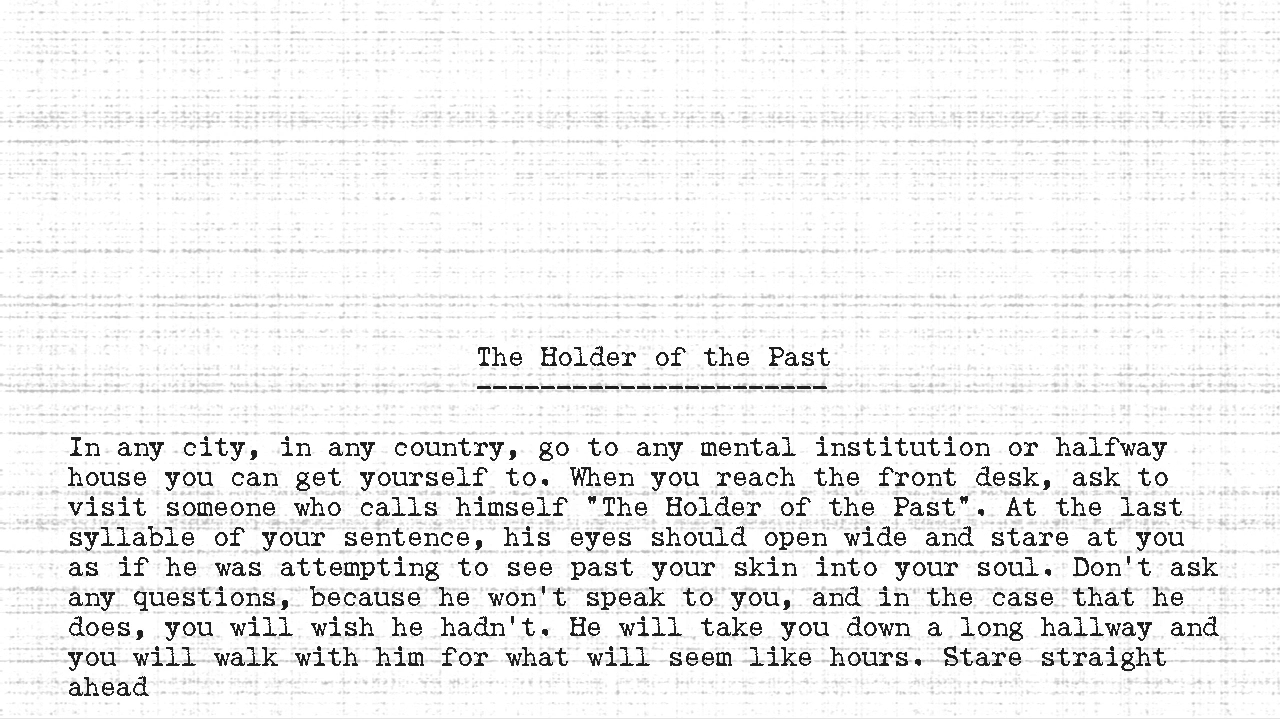 The Holder of the Past
----------------------
In any city, in any country, go to any mental institution or halfway
house you can get yourself to. When you reach the front desk, ask to
visit someone who calls himself "The Holder of the Past". At the last
syllable of your sentence, his eyes should open wide and stare at you
as if he was attempting to see past your skin into your soul. Don't ask
any questions, because he won't speak to you, and in the case that he
does, you will wish he hadn't. He will take you down a long hallway and
you will walk with him for what will seem like hours. Stare straight
ahead